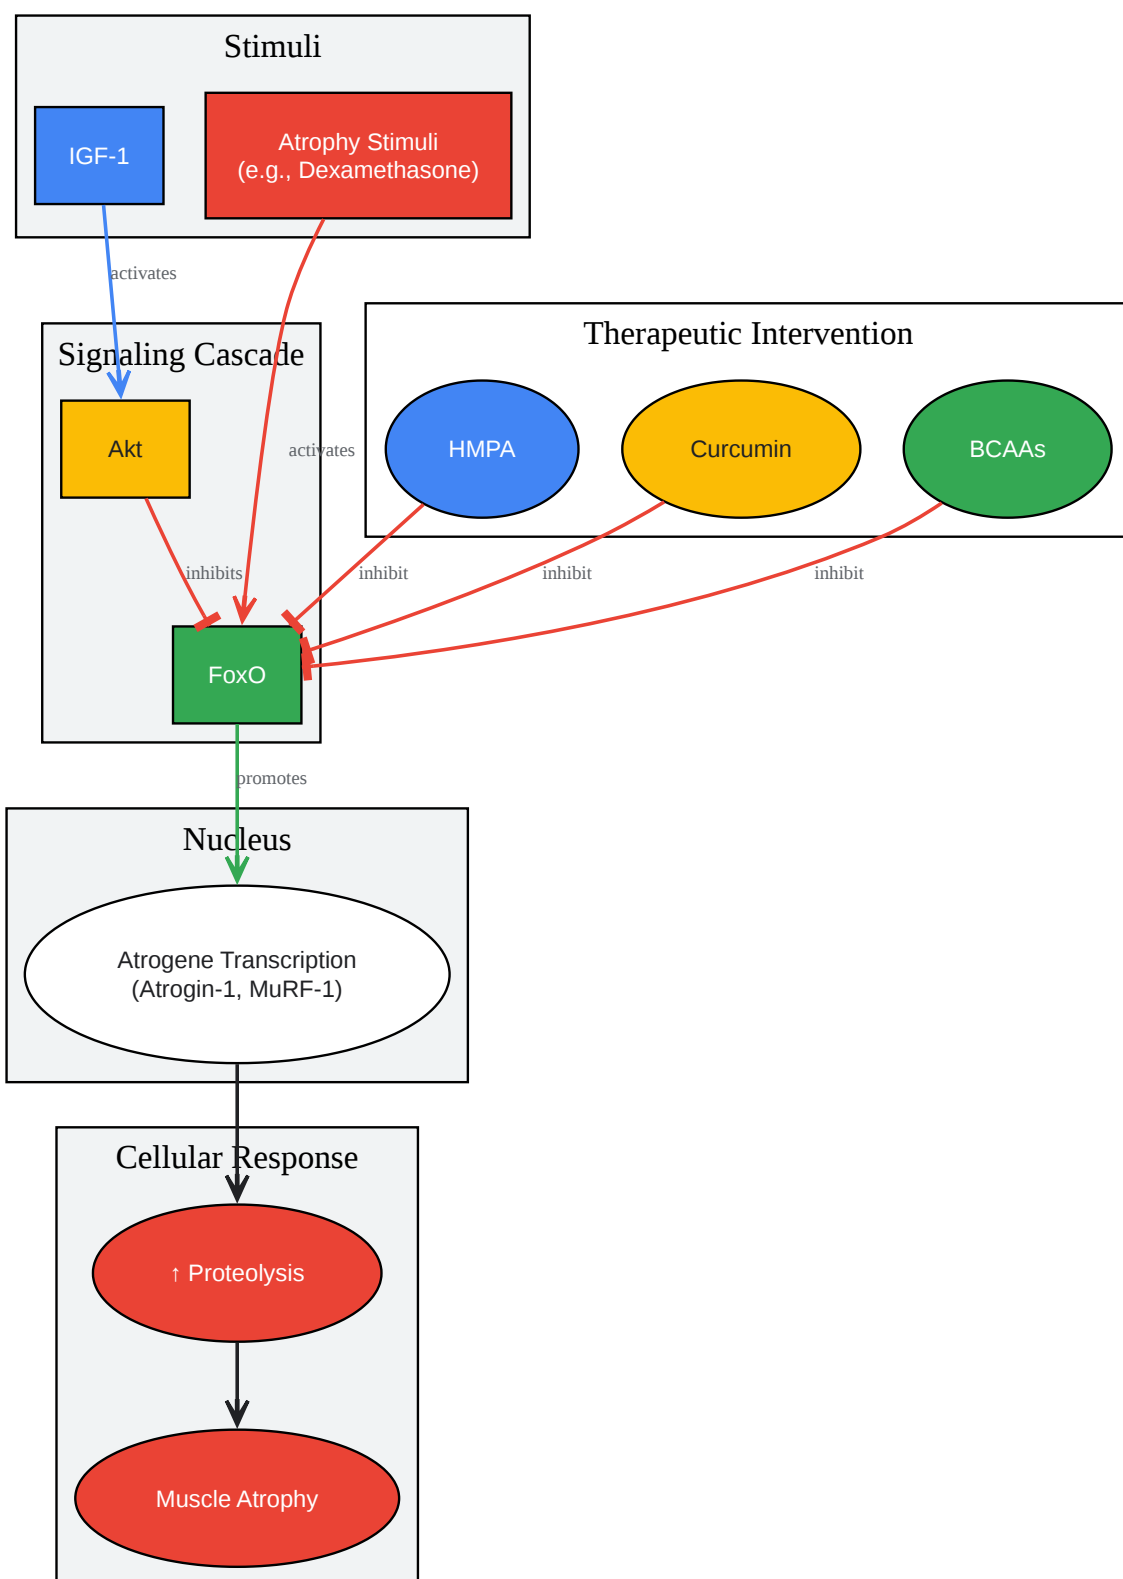 Stimuli
IGF-1
Atrophy Stimuli
(e.g., Dexamethasone)
activates
Signaling Cascade
Therapeutic Intervention
Akt
activates
HMPA
Curcumin
BCAAs
inhibits
inhibit
inhibit
inhibit
FoxO
promotes
Nucleus
Atrogene Transcription
(Atrogin-1, MuRF-1)
Cellular Response
↑ Proteolysis
Muscle Atrophy